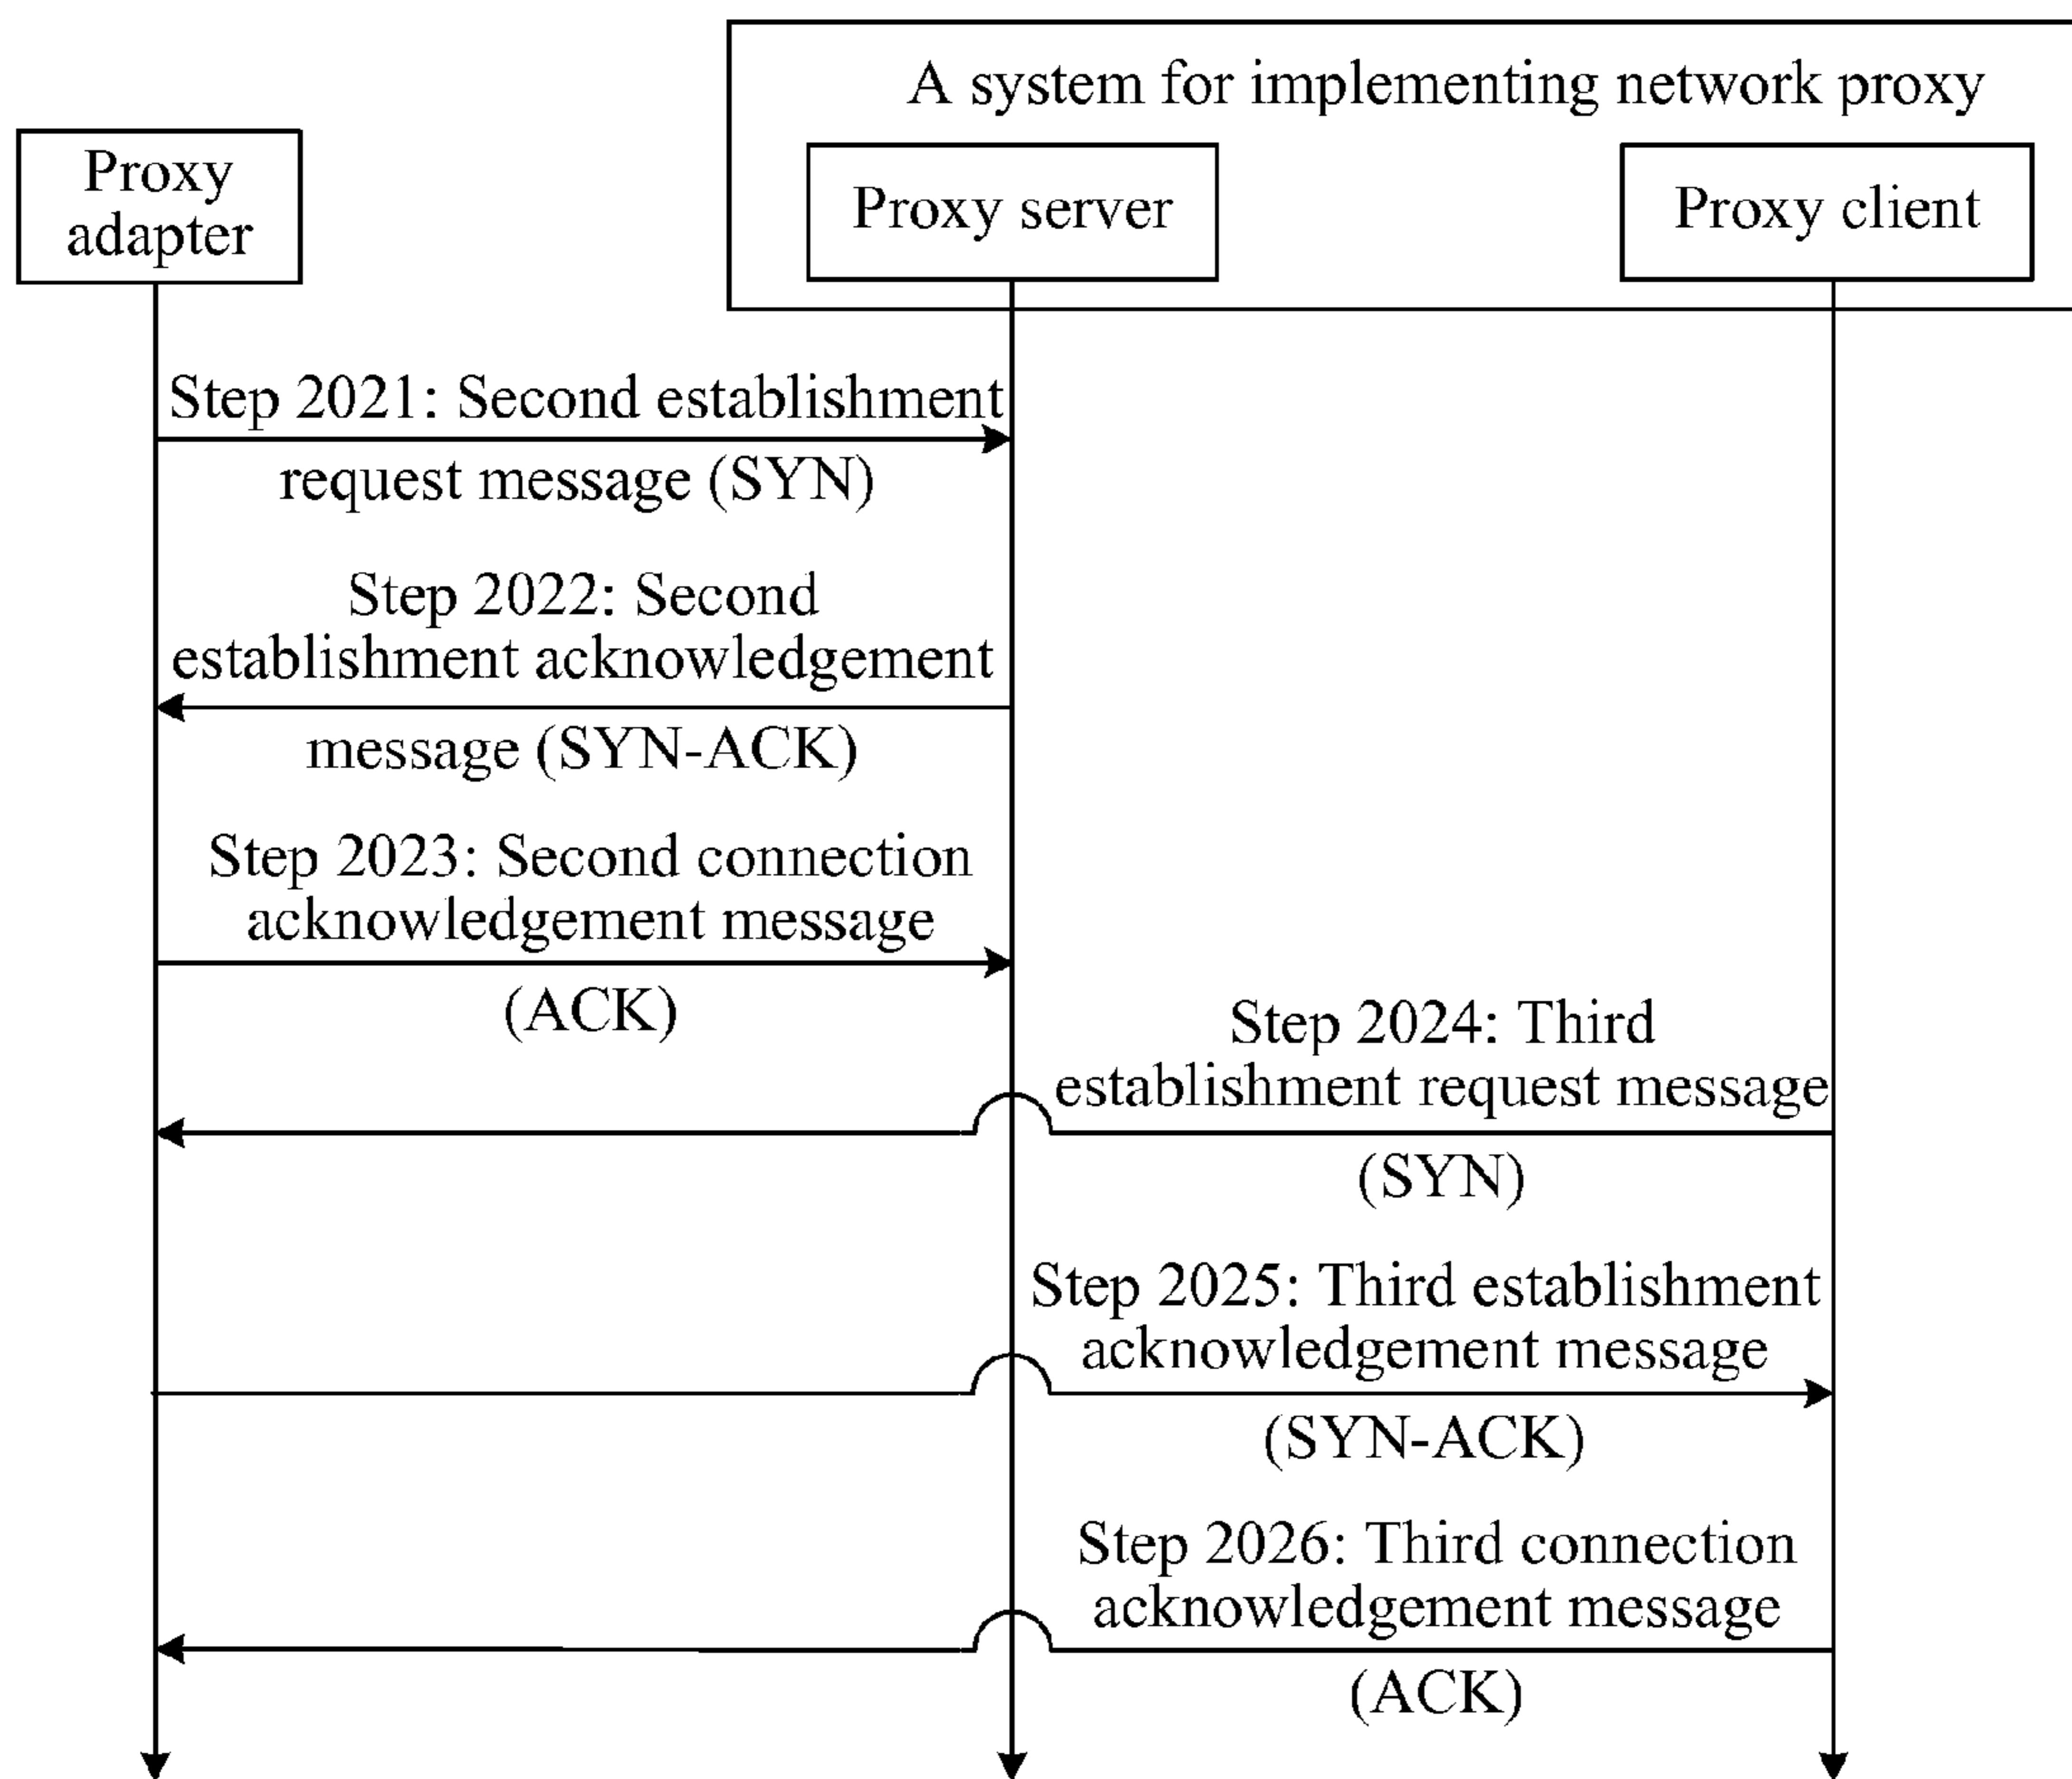 A system for implementing network proxy
Proxy
adapter
Proxy server
Proxy client
Step 2021: Second establishment
request message (SYN)
Step 2022: Second
establishment acknowledgement
message (SYN-ACK)
Step 2023: Second connection
acknowledgement message
(ACK)
Step 2024: Third
establishment request message
(SYN)
Step 2025: Third establishment
acknowledgement message
(SYN-ACK)
Step 2026: Third connection
acknowledgement message
(ACK)